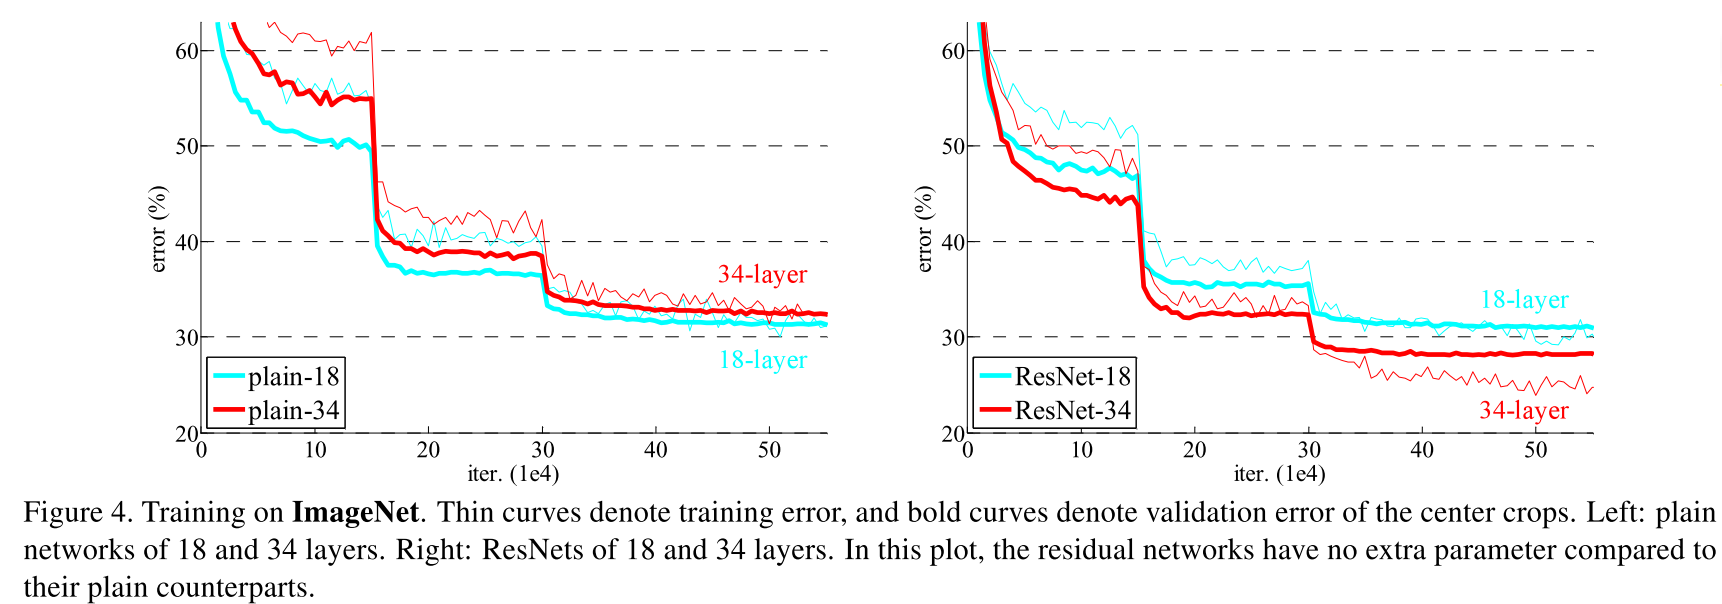 60
50
40
30
20
error (%)
34-layer
18-layer
plain-18
plain-34
0 10 20 30 40 50
iter. (1e4)
60
50
40
30
20
error (%)
18-layer
34-layer
ResNet-18
ResNet-34
0 10 20 30 40 50
iter. (1e4)
Figure 4. Training on ImageNet. Thin curves denote training error, and bold curves denote validation error of the center crops. Left: plain
networks of 18 and 34 layers. Right: ResNets of 18 and 34 layers. In this plot, the residual networks have no extra parameter compared to
their plain counterparts.